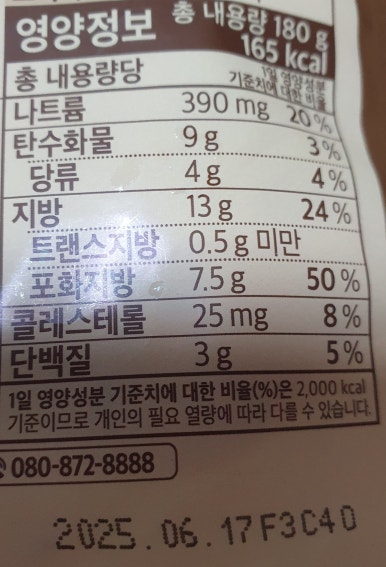 영양정보 총 내용량 180 g
165 kcal
총 내용량당 1일 영양성분 기준치에 대한 비율
나트륨 390 mg 20 %
탄수화물 9 g 3 %
당류 4 g 4 %
지방 13 g 24 %
트랜스지방 0.5 g 미만
포화지방 7.5 g 50 %
콜레스테롤 25 mg 8 %
단백질 3 g 5 %
1일 영양성분 기준치에 대한 비율(%)은 2,000 kcal
기준이므로 개인의 필요 열량에 따라 다를 수 있습니다.
080-872-8888
2025.06.17F3C40